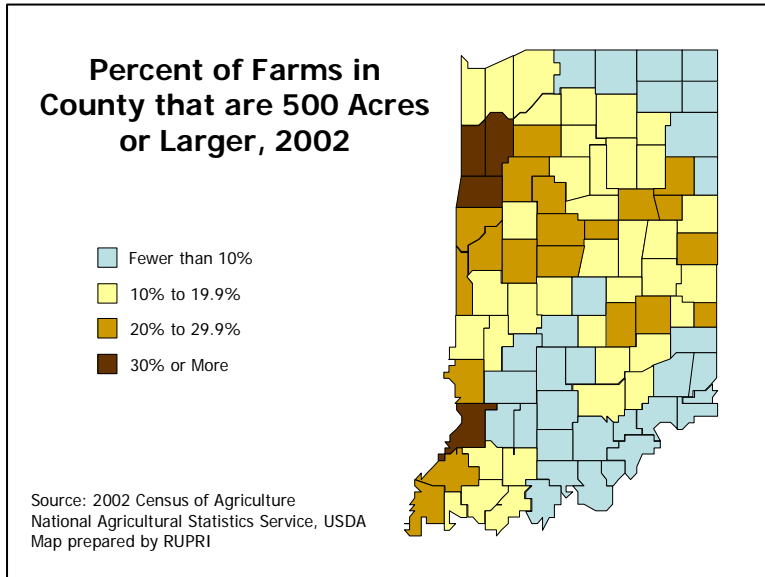 Percent of Farms in
County that are 500 Acres
or Larger, 2002
Fewer than 10%
10% to 19.9%
20% to 29.9%
30% or More
Source: 2002 Census of Agriculture
National Agricultural Statistics Service, USDA
Map prepared by RUPRI